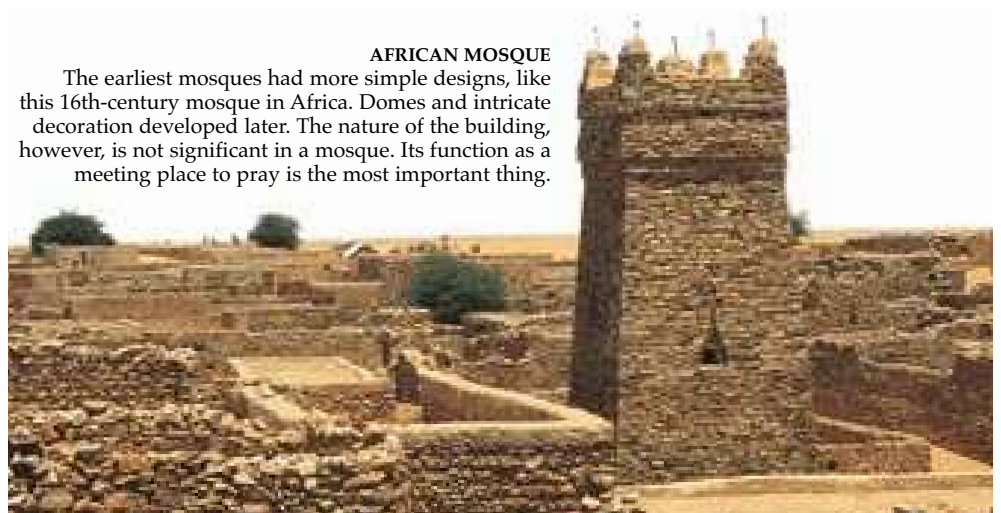 AFRICAN MOSQUE
The earliest mosques had more simple designs, like
this 16th-century mosque in Africa. Domes and intricate
decoration developed later. The nature of the building,
however, is not significant in a mosque. Its function as a
meeting place to pray is the most important thing.